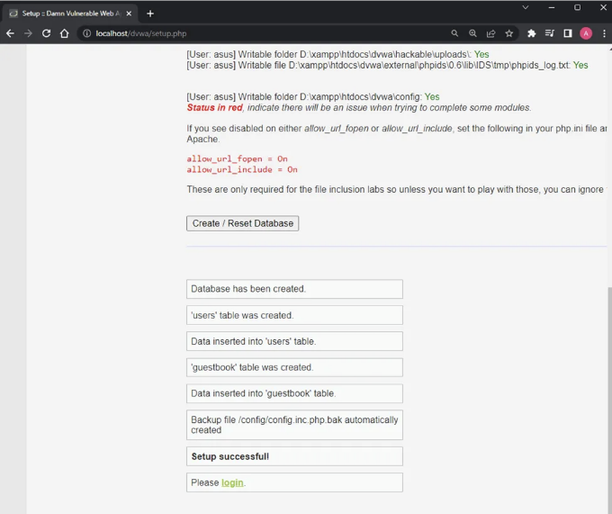 Setup :: Damn Vulnerable Web A
localhost/dvwa/setup.php
A
[User: asus] Writable folder D:\xampp\htdocs\dvwa\hackable\uploads\: Yes
[User: asus] Writable file D:\xampp\htdocs\dvwa\external\phpids\0.6\lib\IDS\tmp\phpids_log.txt: Yes
[User: asus] Writable folder D:\xampp\htdocs\dvwa\config: Yes
Status in red, indicate there will be an issue when trying to complete some modules.
If you see disabled on either allow_url_fopen or allow_url_include, set the following in your php.ini file
Apache.
allow_url_fopen = On
allow_url_include = On
These are only required for the file inclusion labs so unless you want to play with those, you can ignore
Create / Reset Database
Database has been created.
'users' table was created.
Data inserted into 'users' table.
'guestbook' table was created.
Data inserted into 'guestbook' table.
Backup file /config/config.inc.php.bak automatically
created
Setup successful!
Please login.